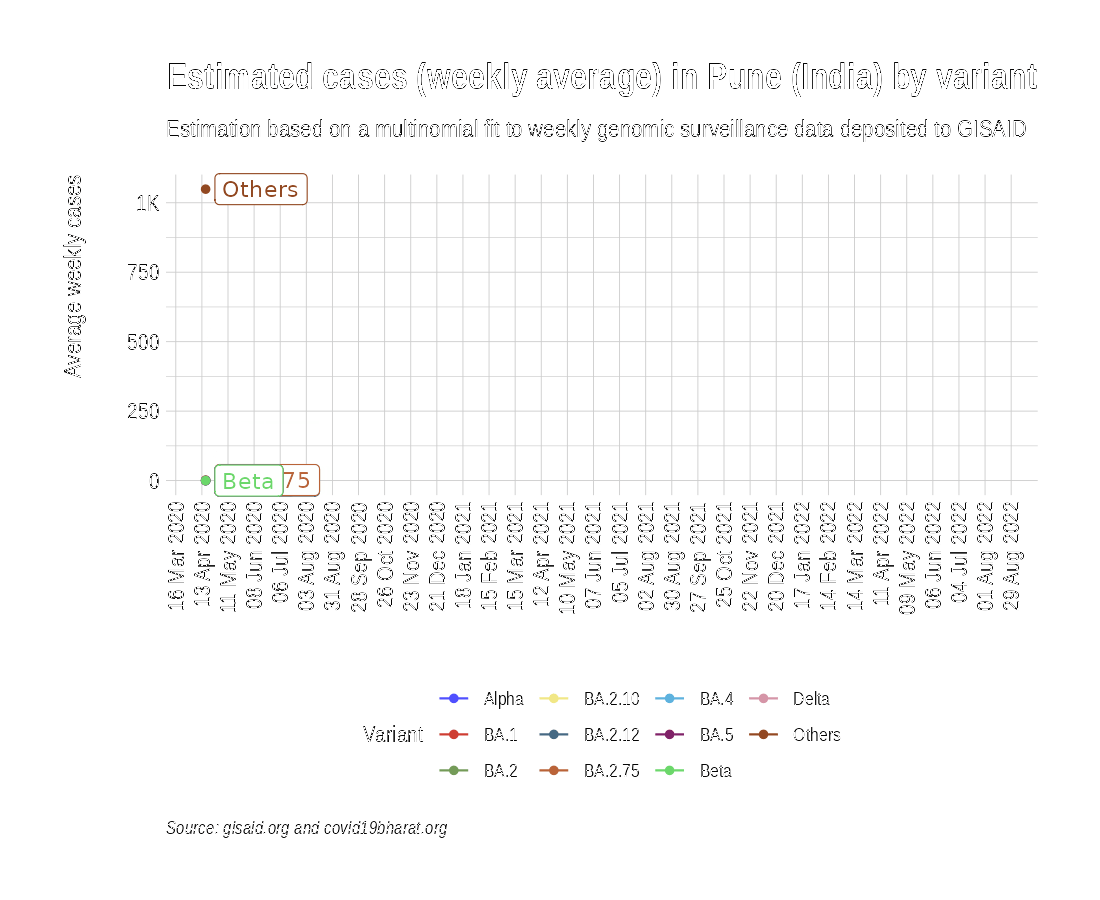 Estimated cases (weekly average) in Pune (India) by variant
Estimation based on a multinomial fit to weekly genomic surveillance data deposited to GISAID
Average weekly cases
1K
750
500
250
0
Others
Beta
75
16 Mar 2020
13 Apr 2020
11 May 2020
08 Jun 2020
06 Jul 2020
03 Aug 2020
31 Aug 2020
28 Sep 2020
26 Oct 2020
23 Nov 2020
21 Dec 2020
18 Jan 2021
15 Feb 2021
15 Mar 2021
12 Apr 2021
10 May 2021
07 Jun 2021
05 Jul 2021
02 Aug 2021
30 Aug 2021
27 Sep 2021
25 Oct 2021
22 Nov 2021
20 Dec 2021
17 Jan 2022
14 Feb 2022
14 Mar 2022
11 Apr 2022
09 May 2022
06 Jun 2022
04 Jul 2022
01 Aug 2022
29 Aug 2022
Variant
Alpha BA.2.10 BA.4 Delta
BA.1 BA.2.12 BA.5 Others
BA.2 BA.2.75 Beta
Source: gisaid.org and covid19bharat.org